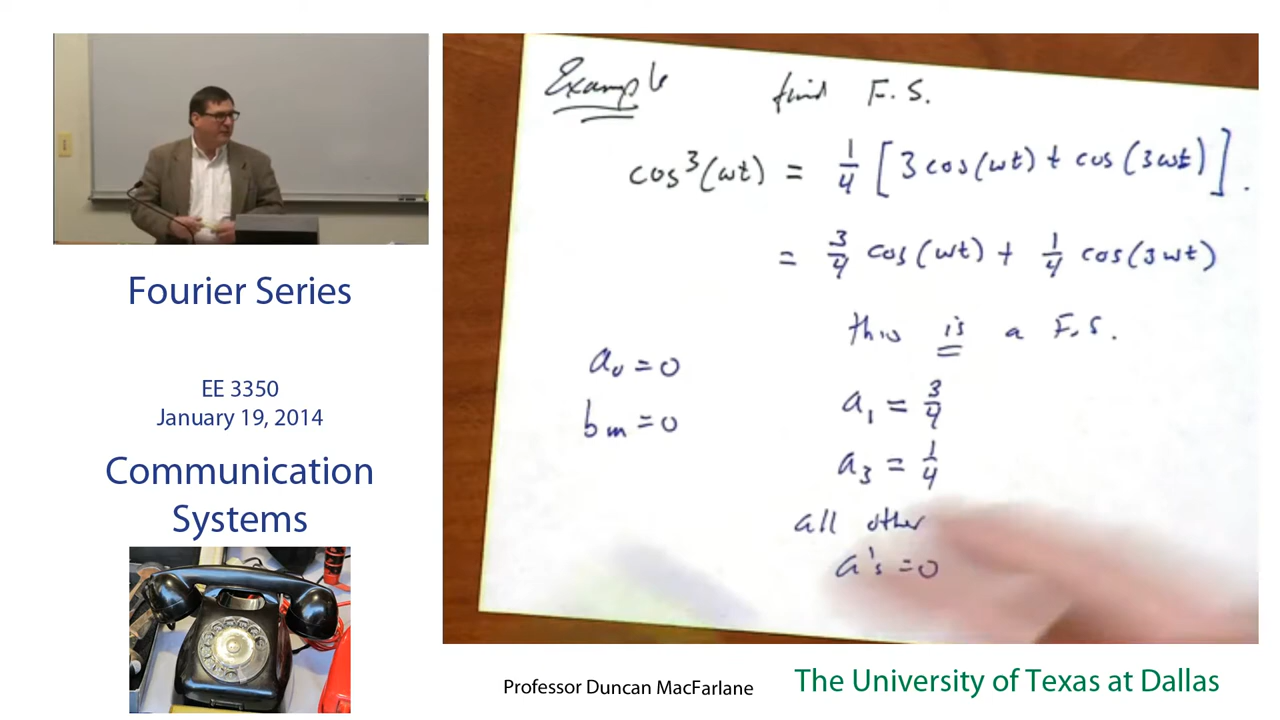 Example find F.S.
cos³(ωt) = 1/4 [3 cos(ωt) + cos(3ωt)].
= 3/4 cos(ωt) + 1/4 cos(3ωt)
this is a F.S.
a₀ = 0
bₘ = 0
a₁ = 3/4
a₃ = 1/4
all other
a's = 0
Fourier Series
EE 3350
January 19, 2014
Communication
Systems
Professor Duncan MacFarlane
The University of Texas at Dallas